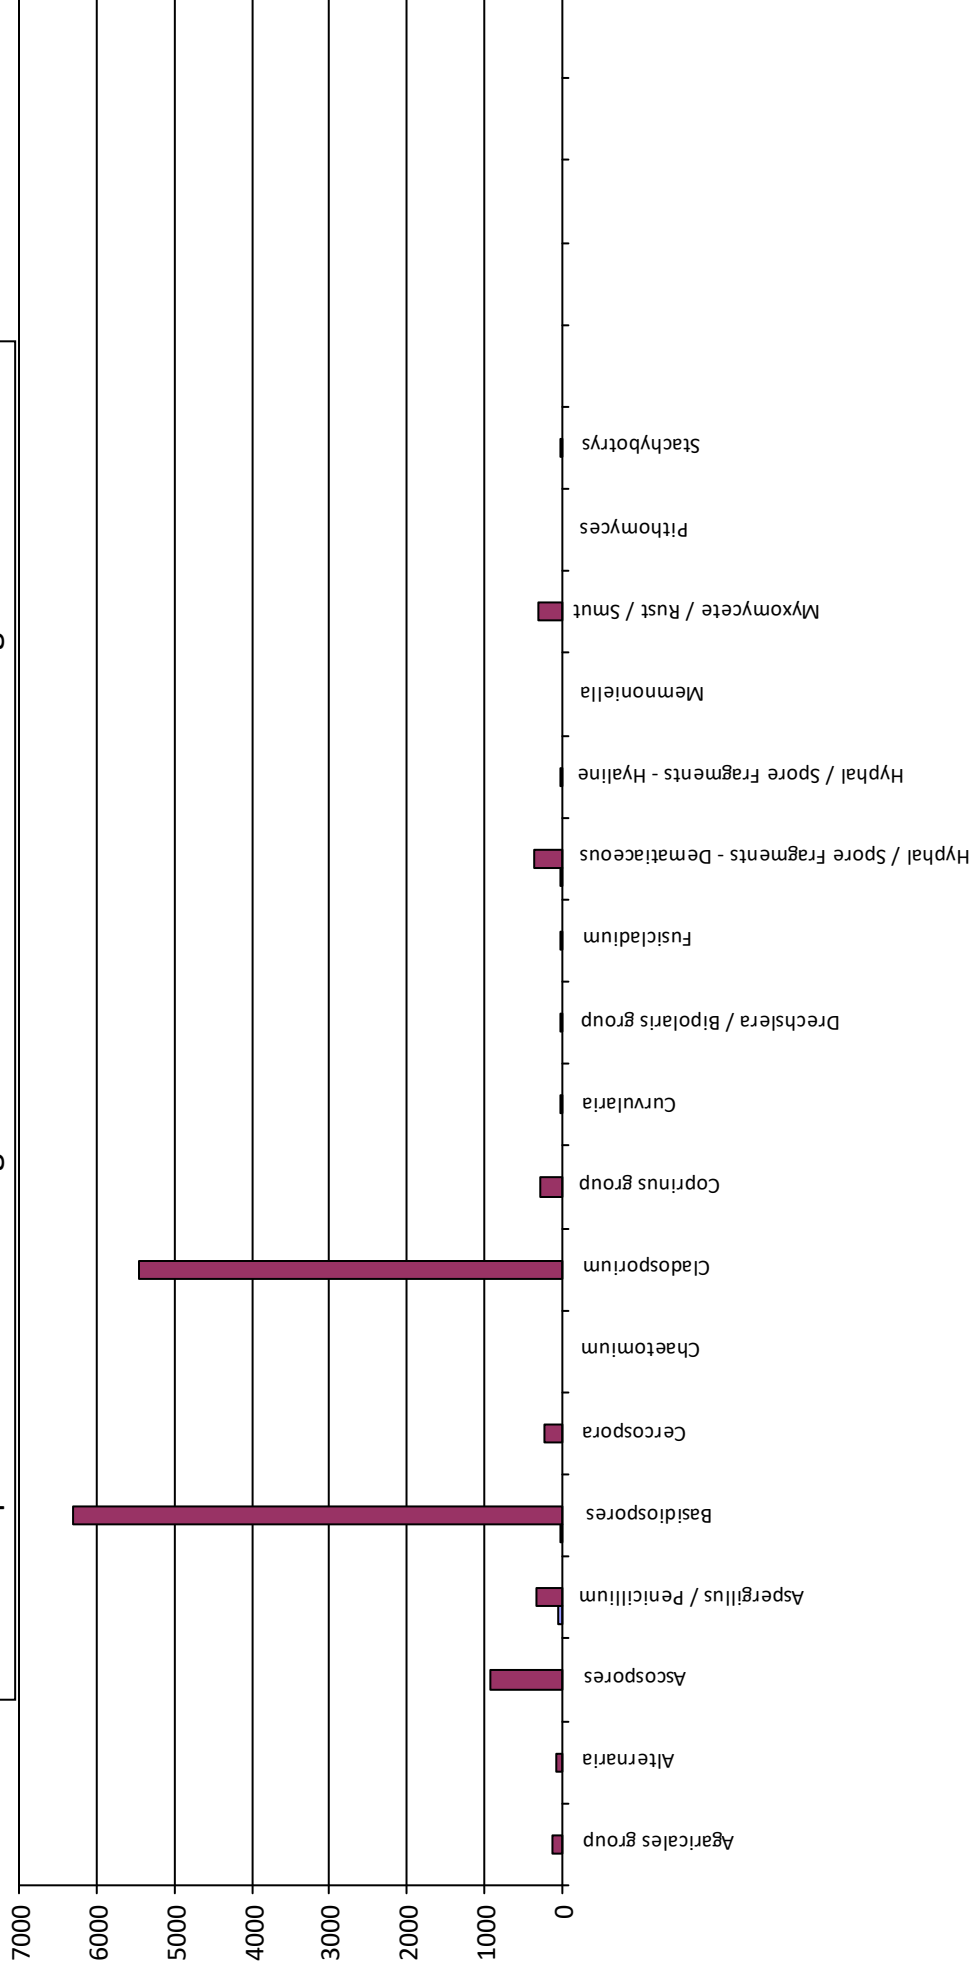 7000
6000
5000
4000
3000
2000
1000
0
Agaricales group
Alternaria
Ascospores
Aspergillus / Penicillium
Basidiospores
Cercospora
Chaetomium
Cladosporium
Coprinus group
Curvularia
Drechslera / Bipolaris group
Fusicladium
Hyphal / Spore Fragments - Dematiaceous
Hyphal / Spore Fragments - Hyaline
Memnoniella
Myxomycete / Rust / Smut
Pithomyces
Stachybotrys